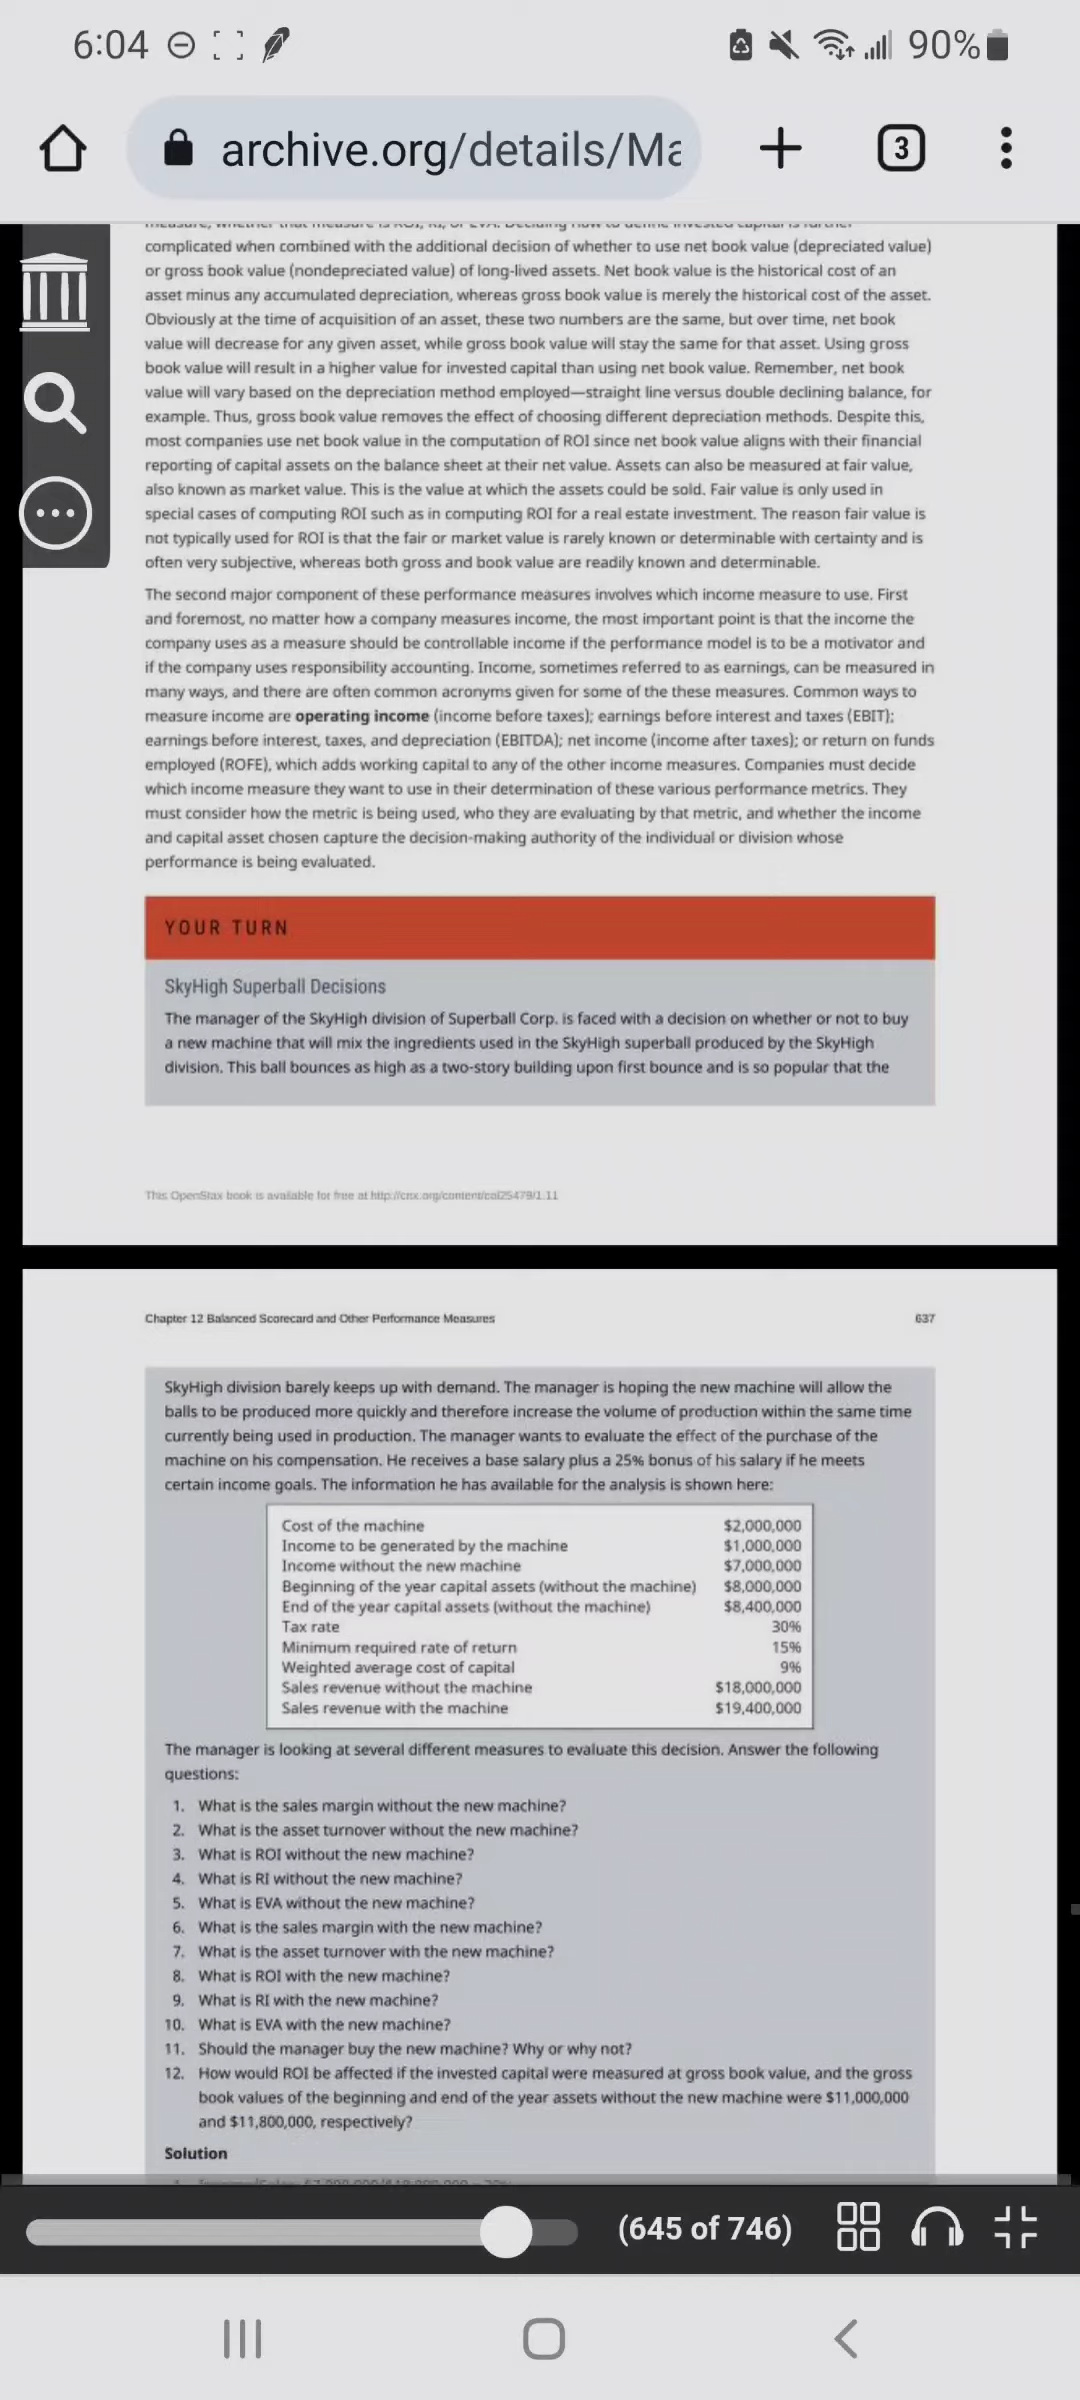 6:04
90%
archive.org/details/Ma
3
complicated when combined with the additional decision of whether to use net book value (depreciated value)
or gross book value (nondepreciated value) of long-lived assets. Net book value is the historical cost of an
asset minus any accumulated depreciation, whereas gross book value is merely the historical cost of the asset.
Obviously at the time of acquisition of an asset, these two numbers are the same, but over time, net book
value will decrease for any given asset, while gross book value will stay the same for that asset. Using gross
book value will result in a higher value for invested capital than using net book value. Remember, net book
value will vary based on the depreciation method employed—straight line versus double declining balance, for
example. Thus, gross book value removes the effect of choosing different depreciation methods. Despite this,
most companies use net book value in the computation of ROI since net book value aligns with their financial
reporting of capital assets on the balance sheet at their net value. Assets can also be measured at fair value,
also known as market value. This is the value at which the assets could be sold. Fair value is only used in
special cases of computing ROI such as in computing ROI for a real estate investment. The reason fair value is
not typically used for ROI is that the fair or market value is rarely known or determinable with certainty and is
often very subjective, whereas both gross and book value are readily known and determinable.
The second major component of these performance measures involves which income measure to use. First
and foremost, no matter how a company measures income, the most important point is that the income the
company uses as a measure should be controllable income if the performance model is to be a motivator and
if the company uses responsibility accounting. Income, sometimes referred to as earnings, can be measured in
many ways, and there are often common acronyms given for some of the these measures. Common ways to
measure income are operating income (income before taxes); earnings before interest and taxes (EBIT);
earnings before interest, taxes, and depreciation (EBITDA); net income (income after taxes); or return on funds
employed (ROFE), which adds working capital to any of the other income measures. Companies must decide
which income measure they want to use in their determination of these various performance metrics. They
must consider how the metric is being used, who they are evaluating by that metric, and whether the income
and capital asset chosen capture the decision-making authority of the individual or division whose
performance is being evaluated.
YOUR TURN
SkyHigh Superball Decisions
The manager of the SkyHigh division of Superball Corp. is faced with a decision on whether or not to buy
a new machine that will mix the ingredients used in the SkyHigh superball produced by the SkyHigh
division. This ball bounces as high as a two-story building upon first bounce and is so popular that the
This OpenStax book is available for free at http://cnx.org/content/col25479/1.11
Chapter 12 Balanced Scorecard and Other Performance Measures 637
SkyHigh division barely keeps up with demand. The manager is hoping the new machine will allow the
balls to be produced more quickly and therefore increase the volume of production within the same time
currently being used in production. The manager wants to evaluate the effect of the purchase of the
machine on his compensation. He receives a base salary plus a 25% bonus of his salary if he meets
certain income goals. The information he has available for the analysis is shown here:
Cost of the machine $2,000,000
Income to be generated by the machine $1,000,000
Income without the new machine $7,000,000
Beginning of the year capital assets (without the machine) $8,000,000
End of the year capital assets (without the machine) $8,400,000
Tax rate 30%
Minimum required rate of return 15%
Weighted average cost of capital 9%
Sales revenue without the machine $18,000,000
Sales revenue with the machine $19,400,000
The manager is looking at several different measures to evaluate this decision. Answer the following
questions:
1. What is the sales margin without the new machine?
2. What is the asset turnover without the new machine?
3. What is ROI without the new machine?
4. What is RI without the new machine?
5. What is EVA without the new machine?
6. What is the sales margin with the new machine?
7. What is the asset turnover with the new machine?
8. What is ROI with the new machine?
9. What is RI with the new machine?
10. What is EVA with the new machine?
11. Should the manager buy the new machine? Why or why not?
12. How would ROI be affected if the invested capital were measured at gross book value, and the gross
book values of the beginning and end of the year assets without the new machine were $11,000,000
and $11,800,000, respectively?
Solution
(645 of 746)